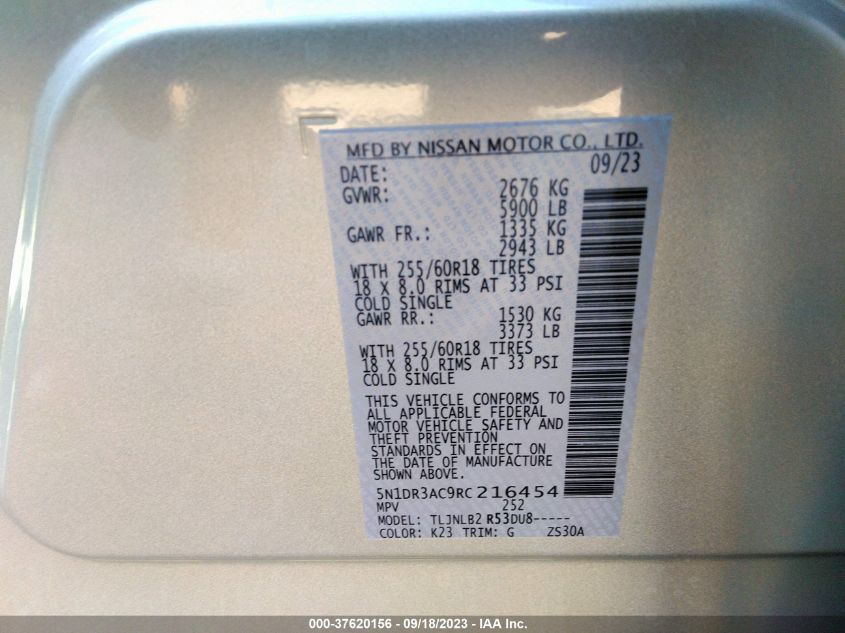 MFD BY NISSAN MOTOR CO., LTD.
DATE: 09/23
GVWR: 2676 KG
5900 LB
GAWR FR.: 1335 KG
2943 LB
WITH 255/60R18 TIRES
18 X 8.0 RIMS AT 33 PSI
COLD SINGLE
GAWR RR.: 1530 KG
3373 LB
WITH 255/60R18 TIRES
18 X 8.0 RIMS AT 33 PSI
COLD SINGLE
THIS VEHICLE CONFORMS TO
ALL APPLICABLE FEDERAL
MOTOR VEHICLE SAFETY AND
THEFT PREVENTION
STANDARDS IN EFFECT ON
THE DATE OF MANUFACTURE
SHOWN ABOVE.
5N1DR3AC9RC216454
MPV 252
MODEL: TLJNLB2 R53DU8-----
COLOR: K23 TRIM: G ZS30A
000-37620156 - 09/18/2023 - IAA Inc.